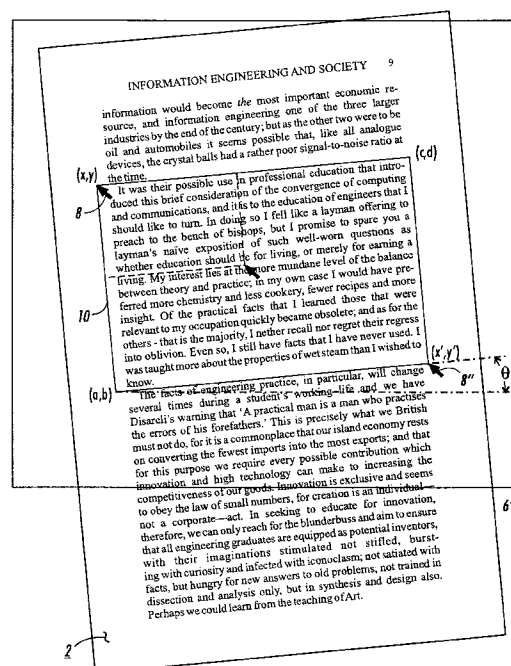 INFORMATION ENGINEERING AND SOCIETY 9
information would become the most important economic re-
source, and information engineering one of the three larger
industries by the end of the century; but as the other two were to be
oil and automobiles it seems possible that, like all analogue
devices, the crystal balls had a rather poor signal-to-noise ratio at
the time.
(x,y)
(c,d)
8
It was their possible use in professional education that intro-
duced this brief consideration of the convergence of computing
and communications, and it is to the education of engineers that I
should like to turn. In doing so I fell like a layman offering to
preach to the bench of bishops, but I promise to spare you a
layman's naïve exposition of such well-worn questions as
whether education should be for living, or merely for earning a
living. My interest lies at the more mundane level of the balance
10
between theory and practice; in my own case I would have pre-
ferred more chemistry and less cookery, fewer recipes and more
insight. Of the practical facts that I learned those that were
relevant to my occupation quickly became obsolete; and as for the
others - that is the majority, I nether recall nor regret their regress
into oblivion. Even so, I still have facts that I have never used. I
was taught more about the properties of wet steam than I wished to
know.
(x',y')
8"
θ
(a,b)
The facts of engineering practice, in particular, will change
several times during a student's working life and we have
Disareli's warning that 'A practical man is a man who practises
the errors of his forefathers.' This is precisely what we British
must not do, for it is a commonplace that our island economy rests
on converting the fewest imports into the most exports; and that
for this purpose we require every possible contribution which
innovation and high technology can make to increasing the
competitiveness of our goods. Innovation is exclusive and seems
to obey the law of small numbers, for creation is an individual—
not a corporate—act. In seeking to educate for innovation,
6
therefore, we can only reach for the blunderbuss and aim to ensure
that all engineering graduates are equipped as potential inventors,
with their imaginations stimulated not stifled, burst-
ing with curiosity and infected with iconoclasm; not satiated with
facts, but hungry for new answers to old problems; not trained in
dissection and analysis only, but in synthesis and design also.
Perhaps we could learn from the teaching of Art.
2